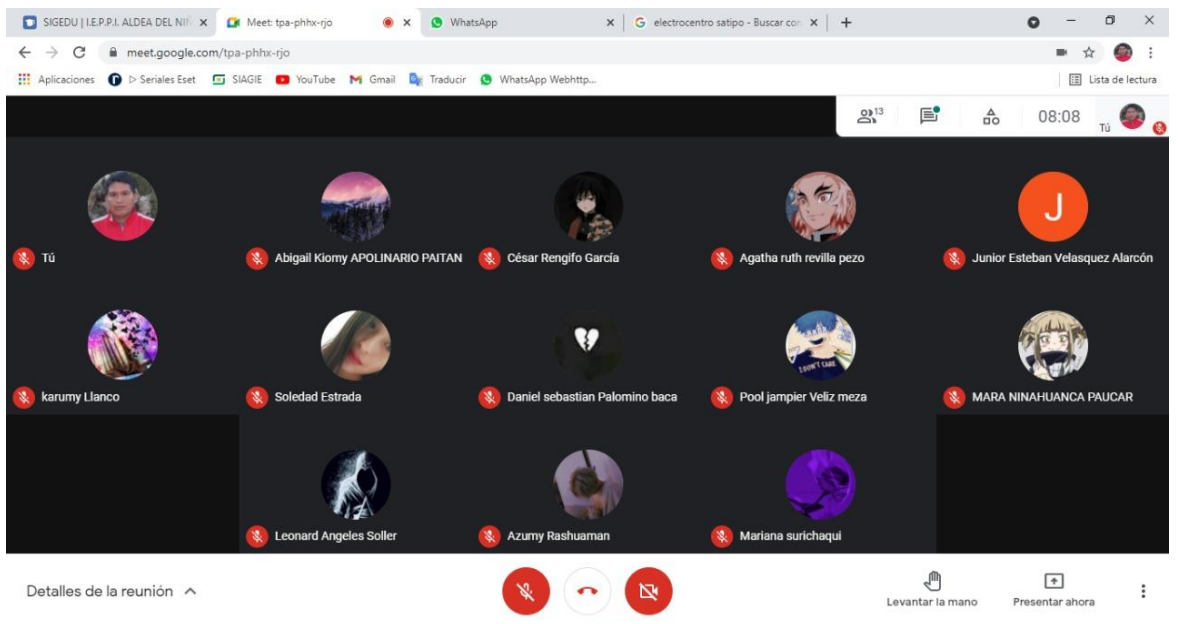 SIGEDU | I.E.P.P.I. ALDEA DEL NIÑ
Meet: tpa-phhx-rjo
WhatsApp
electrocentro satipo - Buscar con
meet.google.com/tpa-phhx-rjo
Aplicaciones
Seriales Eset
SIAGIE
YouTube
Gmail
Traducir
WhatsApp Webhttp...
Lista de lectura
13
08:08
Tú
Tú
Abigail Kiomy APOLINARIO PAITAN
César Rengifo García
Agatha ruth revilla pezo
J
Junior Esteban Velasquez Alarcón
karumy Llanco
Soledad Estrada
Daniel sebastian Palomino baca
I DON'T CARE
Pool jampier Veliz meza
MARA NINAHUANCA PAUCAR
Leonard Angeles Soller
Azumy Rashuaman
Mariana surichaqui
Detalles de la reunión
Levantar la mano
Presentar ahora